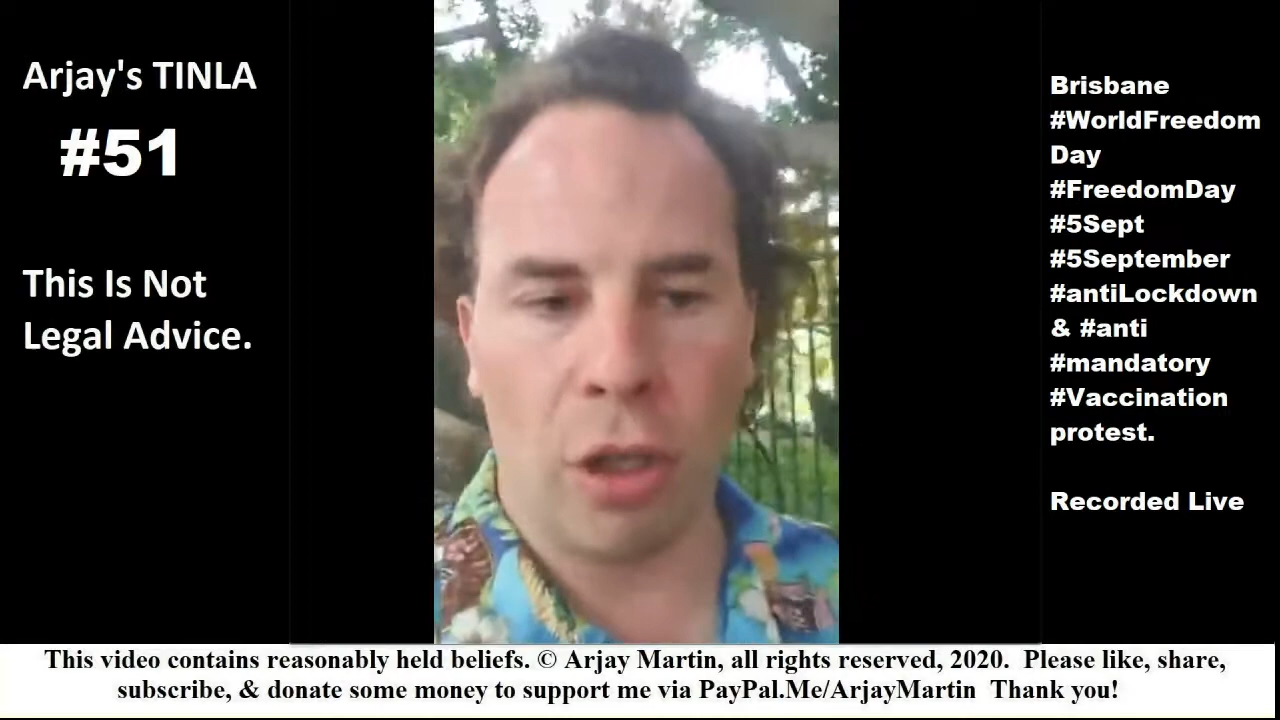 Arjay's TINLA
#51
This Is Not
Legal Advice.
Brisbane
#WorldFreedom
Day
#FreedomDay
#5Sept
#5September
#antiLockdown
& #anti
#mandatory
#Vaccination
protest.
Recorded Live
This video contains reasonably held beliefs. © Arjay Martin, all rights reserved, 2020.  Please like, share,
subscribe, & donate some money to support me via PayPal.Me/ArjayMartin  Thank you!